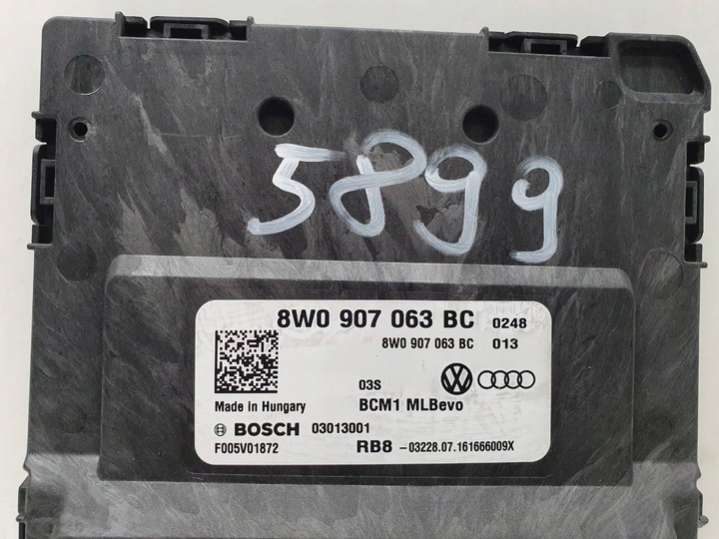 5899
8W0 907 063 BC 0248
8W0 907 063 BC 013
03S
Made in Hungary BCM1 MLBevo
BOSCH 03013001
F005V01872 RB8 -03228.07.161666009X